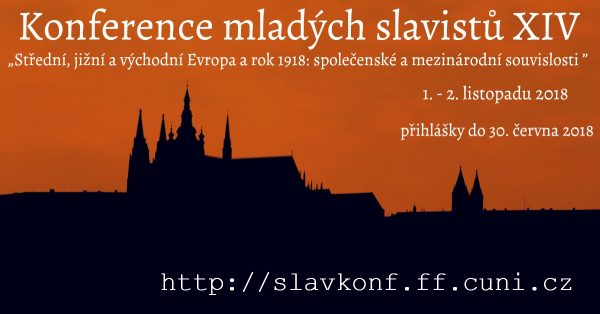 Konference mladých slavistů XIV
„Střední, jižní a východní Evropa a rok 1918: společenské a mezinárodní souvislosti ”
1. - 2. listopadu 2018
přihlášky do 30. června 2018
http://slavkonf.ff.cuni.cz